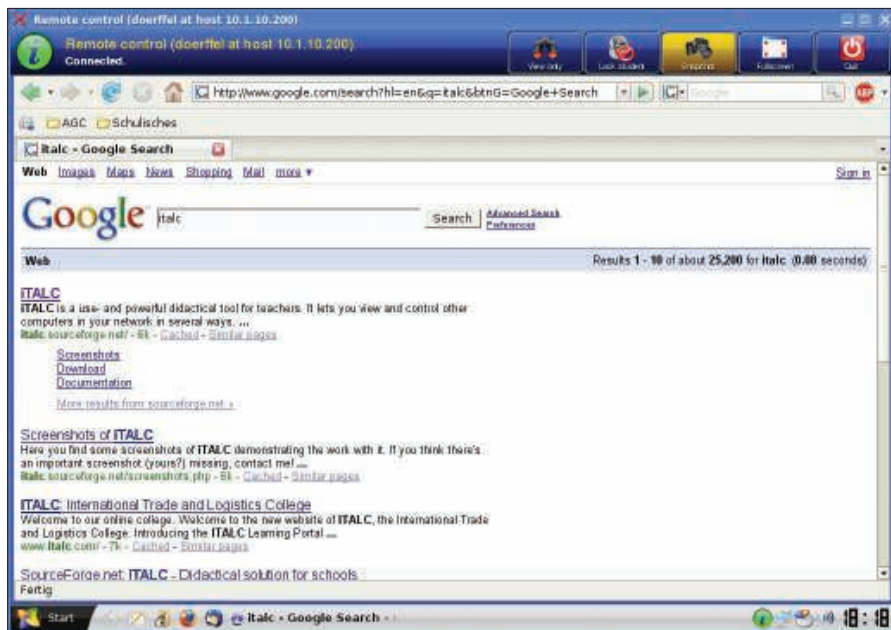 Remote control (doerffel at host 10.1.10.200)
Remote control (doerffel at host 10.1.10.200)
Connected.
View only
Lock student
Snapshot
Fullscreen
Quit
http://www.google.com/search?hl=en&q=italc&btnG=Google+Search
Google
ABP
AGC
Schulisches
italc - Google Search
Web Images Maps News Shopping Mail more ▾
Sign in
Google
italc
Search
Advanced Search
Preferences
Web
Results 1 - 10 of about 25,200 for italc. (0.08 seconds)
iTALC
iTALC is a use- and powerful didactical tool for teachers. It lets you view and control other
computers in your network in several ways. ...
italc.sourceforge.net/ - 6k - Cached - Similar pages
Screenshots
Download
Documentation
More results from sourceforge.net »
Screenshots of iTALC
Here you find some screenshots of iTALC demonstrating the work with it. If you think there's
an important screenshot (yours?) missing, contact me! ...
italc.sourceforge.net/screenshots.php - 6k - Cached - Similar pages
ITALC: International Trade and Logistics College
Welcome to our online college. Welcome to the new website of ITALC, the International Trade
and Logistics College. Introducing the ITALC Learning Portal ...
www.italc.com/ - 7k - Cached - Similar pages
SourceForge.net: iTALC - Didactical solution for schools
Fertig
Start
italc - Google Search -
18:18